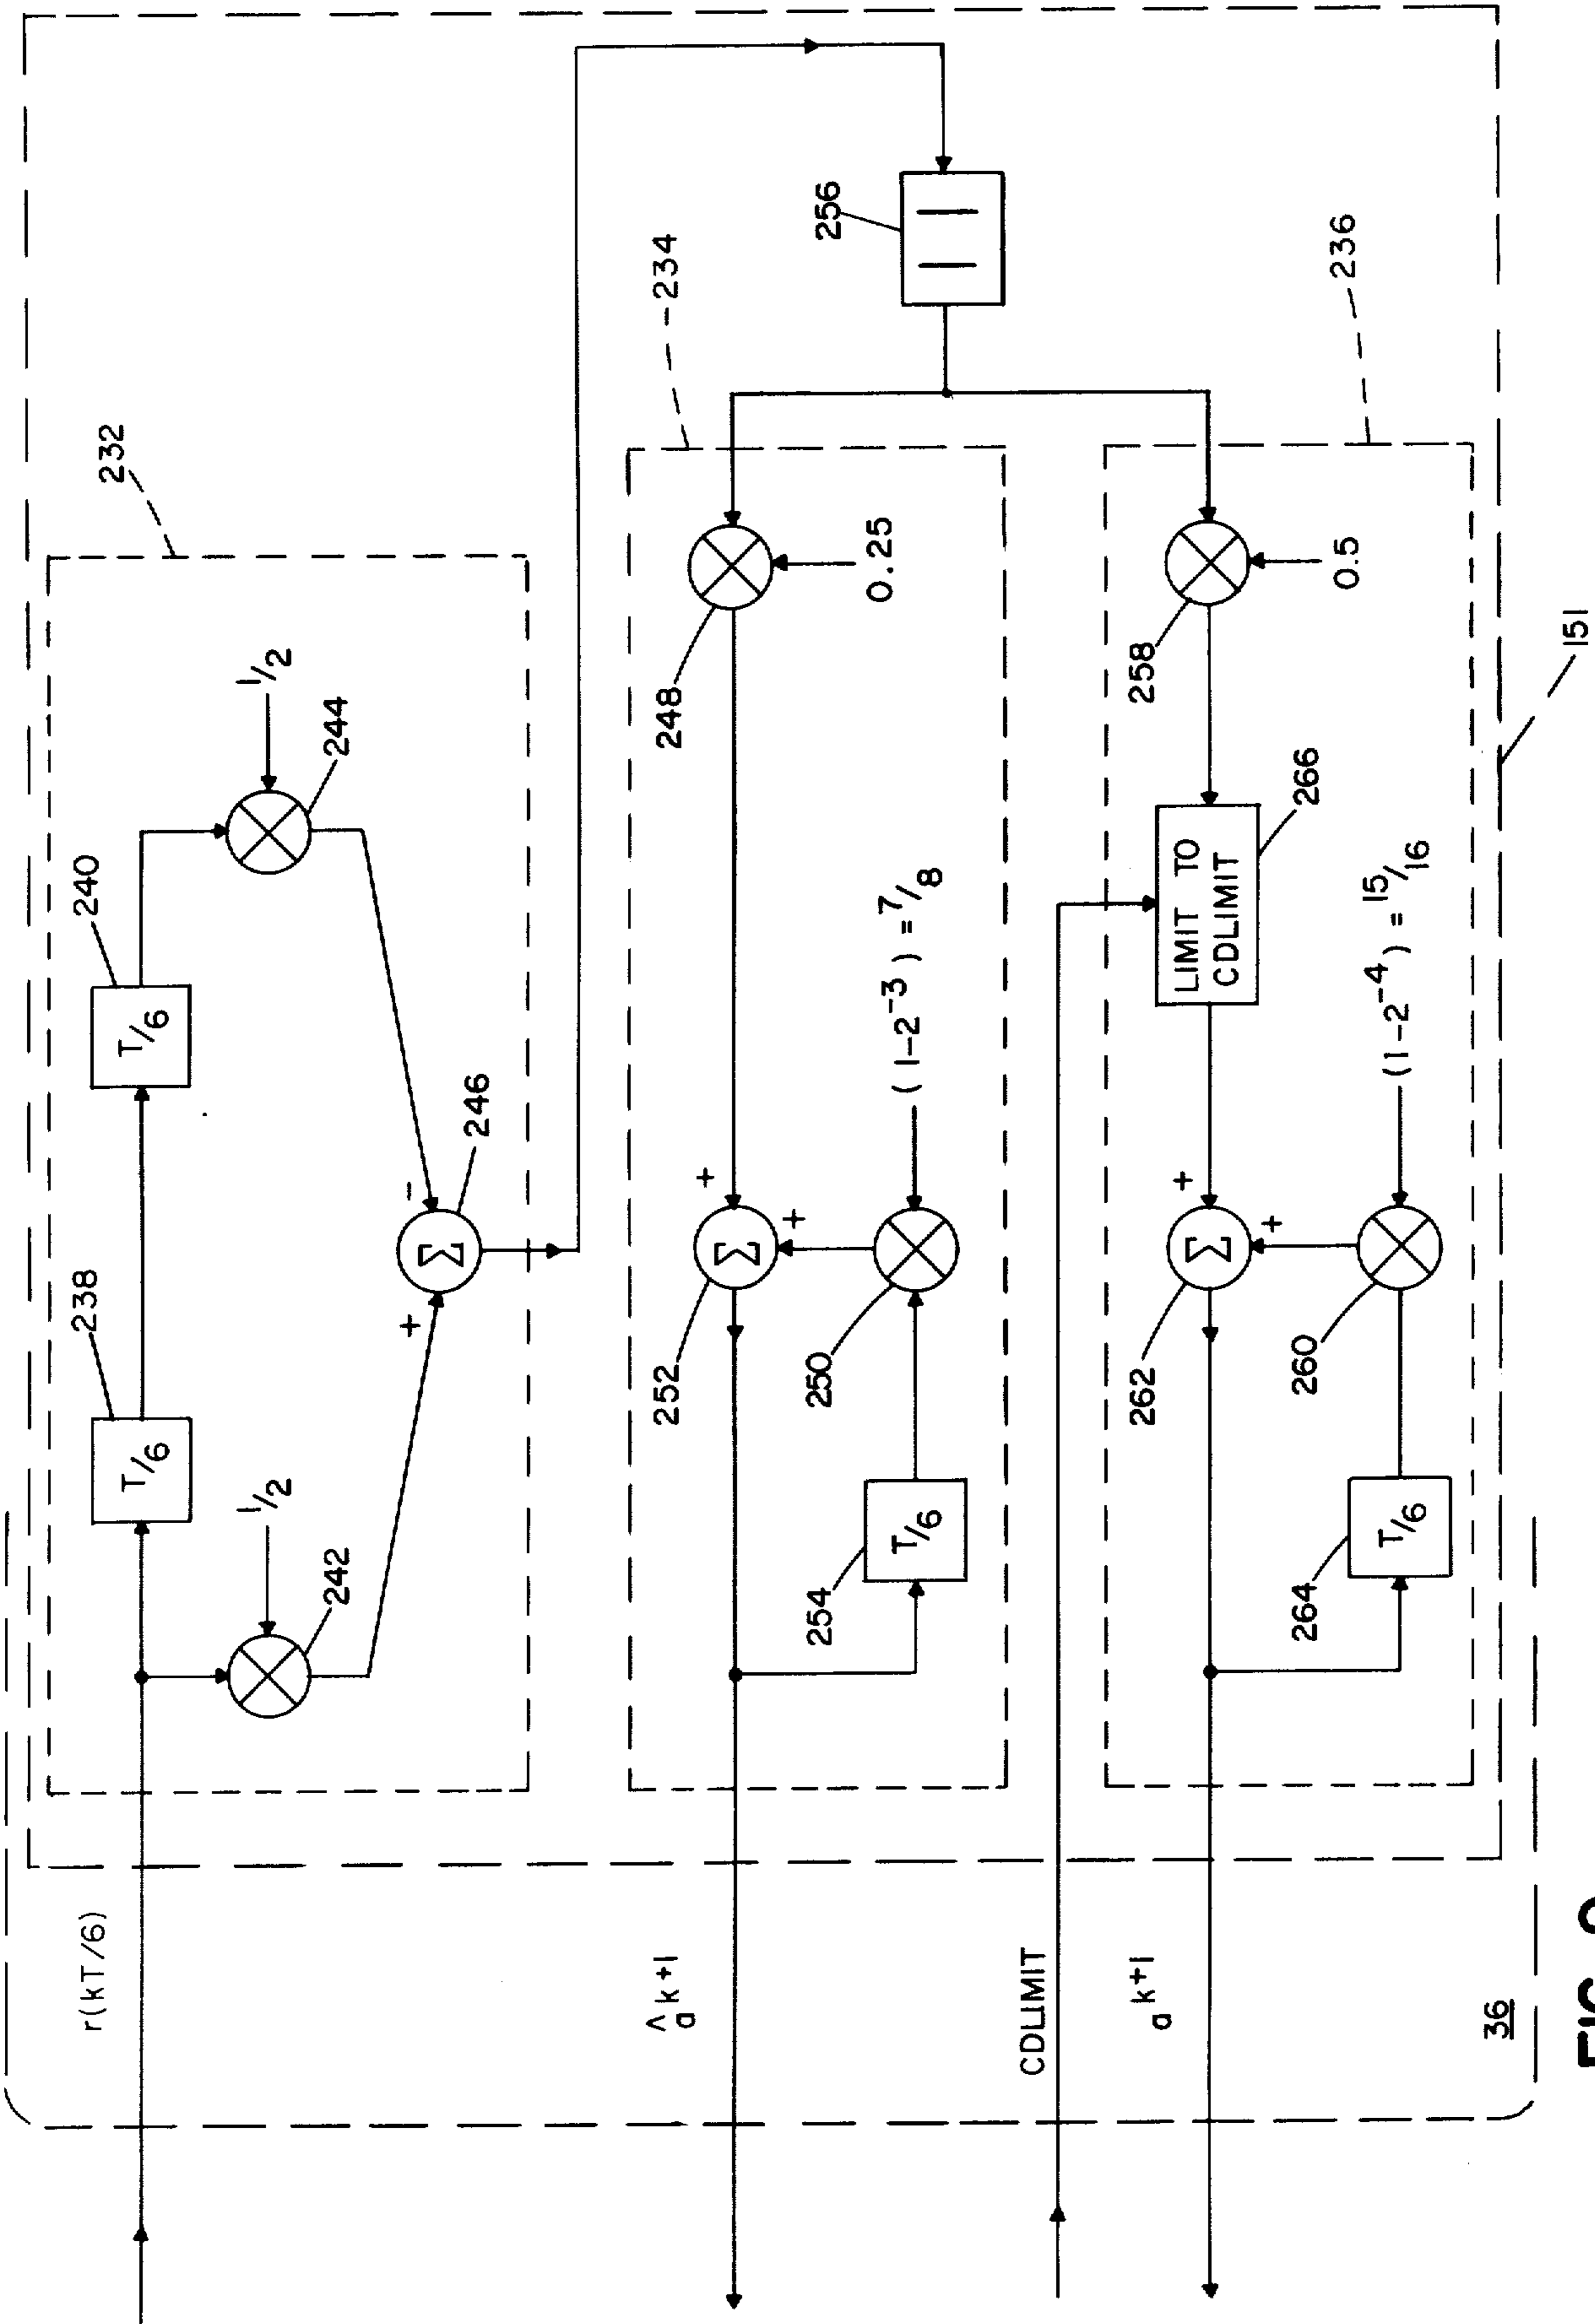 r(kT/6)
238
T/6
240
T/6
232
1/2
242
1/2
244
+
-
Σ
246
252
+
Σ
248
234
256
| |
â k+1
254
T/6
250
+
(1-2⁻³) = 7/8
0.25
CDLIMIT
LIMIT TO
CDLIMIT
266
258
236
a k+1
262
+
Σ
264
T/6
260
+
(1-2⁻⁴) = 15/16
0.5
36
151
FIG.